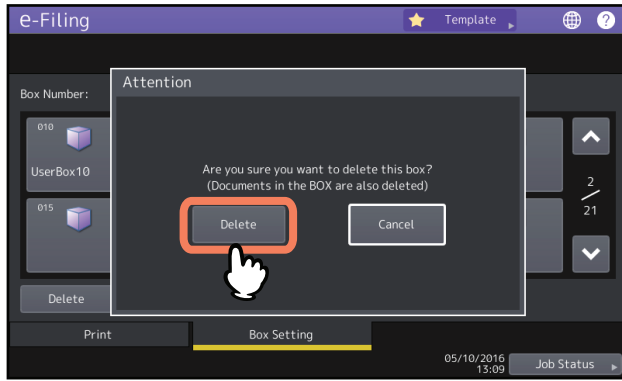 e-Filing
Template
?
Attention
Box Number:
010
UserBox10
Are you sure you want to delete this box?
(Documents in the BOX are also deleted)
2
21
015
Delete
Cancel
Delete
Print
Box Setting
05/10/2016
13:09
Job Status